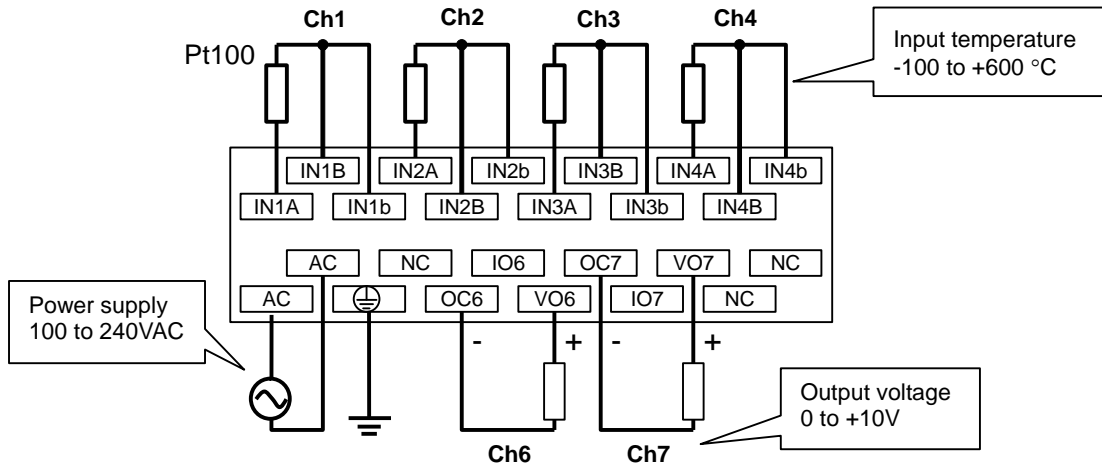 Ch1 Ch2 Ch3 Ch4
Pt100
Input temperature
-100 to +600 °C
IN1B IN2A IN2b IN3B IN4A IN4b
IN1A IN1b IN2B IN3A IN3b IN4B
AC NC IO6 OC7 VO7 NC
AC OC6 VO6 IO7 NC
Power supply
100 to 240VAC
- + - +
Output voltage
0 to +10V
Ch6 Ch7